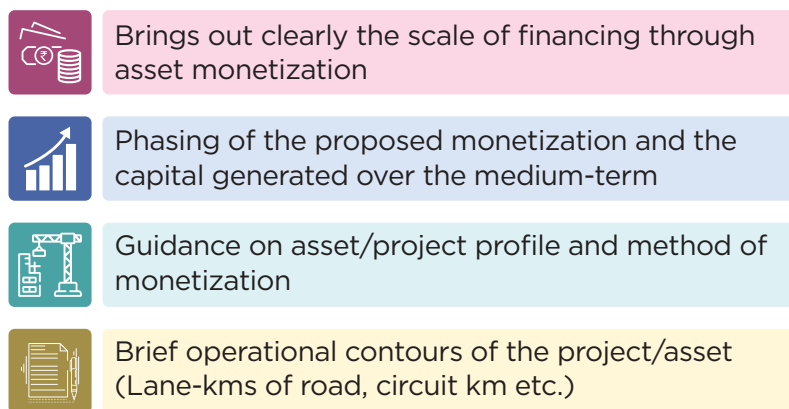 Brings out clearly the scale of financing through
asset monetization
Phasing of the proposed monetization and the
capital generated over the medium-term
Guidance on asset/project profile and method of
monetization
Brief operational contours of the project/asset
(Lane-kms of road, circuit km etc.)